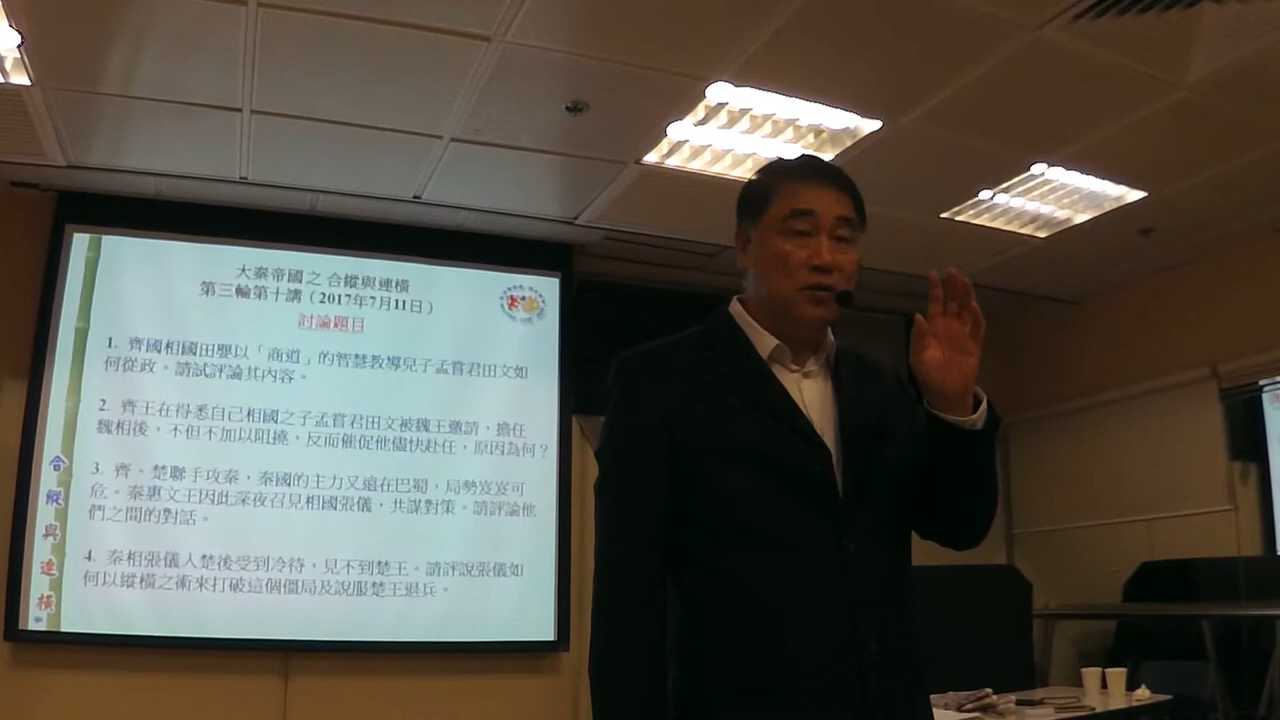 大秦帝國之 合縱與連橫
第三輪第十講（2017年7月11日）
討論題目
1. 齊國相國田嬰以「商道」的智慧教導兒子孟嘗君田文如
何從政。請試評論其內容。
2. 齊王在得悉自己相國之子孟嘗君田文被魏王邀請，擔任
魏相後，不但不加以阻撓，反而催促他儘快赴任，原因為何？
3. 齊、楚聯手攻秦，秦國的主力又遠在巴蜀，局勢岌岌可
危。秦惠文王因此深夜召見相國張儀，共謀對策。請評論他
們之間的對話。
4. 秦相張儀入楚後受到冷待，見不到楚王。請評說張儀如
何以縱橫之術來打破這個僵局及說服楚王退兵。
合縱與連橫